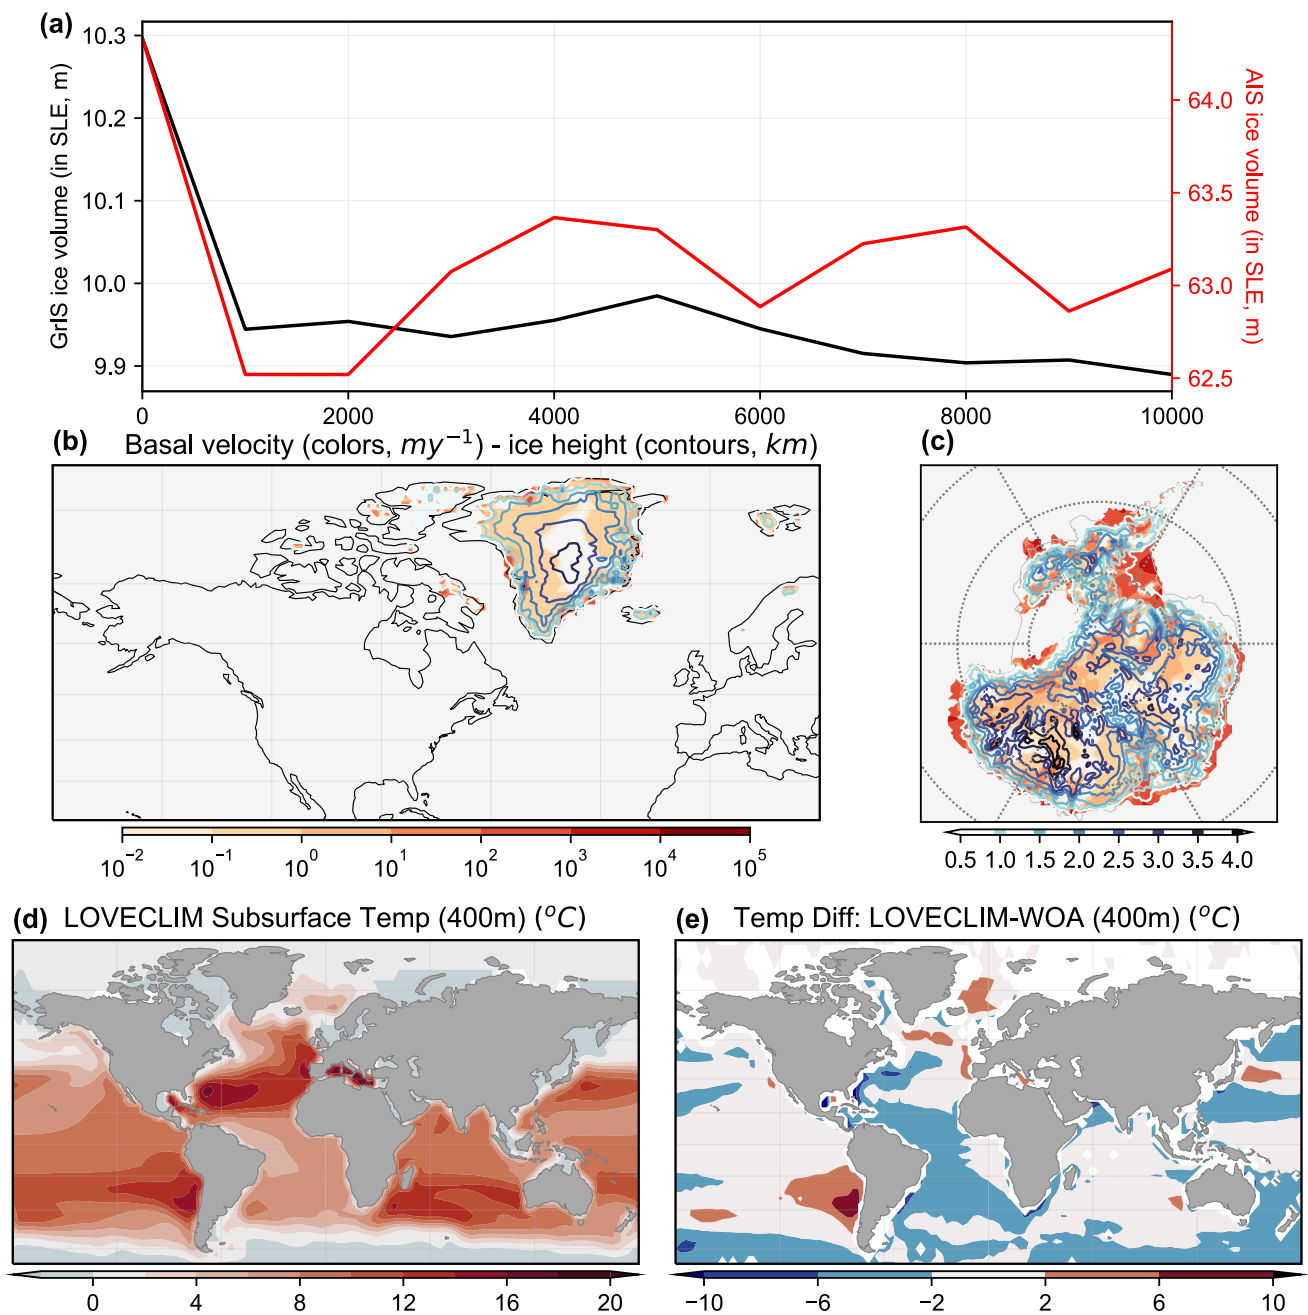 (a)
10.3
10.2
10.1
10.0
9.9
GrIS ice volume (in SLE, m)
64.0
63.5
63.0
62.5
AIS ice volume (in SLE, m)
0 2000 4000 6000 8000 10000
(b) Basal velocity (colors, my⁻¹) - ice height (contours, km)
(c)
10⁻² 10⁻¹ 10⁰ 10¹ 10² 10³ 10⁴ 10⁵
0.5 1.0 1.5 2.0 2.5 3.0 3.5 4.0
(d) LOVECLIM Subsurface Temp (400m) (°C)
(e) Temp Diff: LOVECLIM-WOA (400m) (°C)
0 4 8 12 16 20
−10 −6 −2 2 6 10